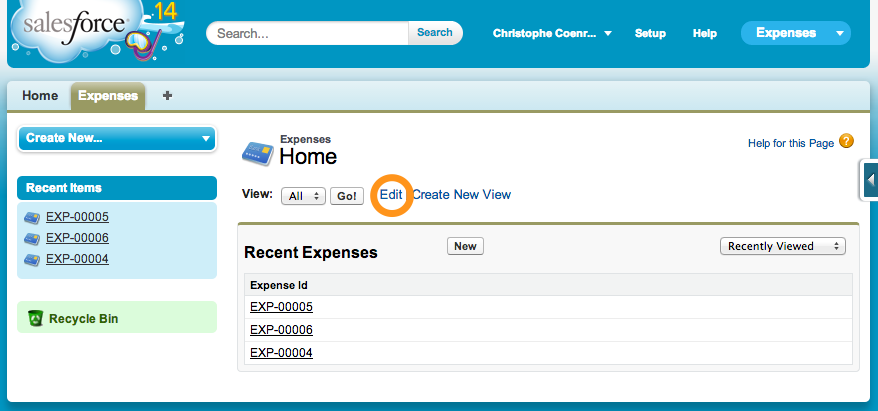 salesforce .14
Search... Search Christophe Coenr... Setup Help Expenses
Home Expenses +
Create New...
Expenses
Home
Help for this Page ?
View: All Go! Edit Create New View
Recent Items
EXP-00005
EXP-00006
EXP-00004
Recycle Bin
Recent Expenses New Recently Viewed
Expense Id
EXP-00005
EXP-00006
EXP-00004